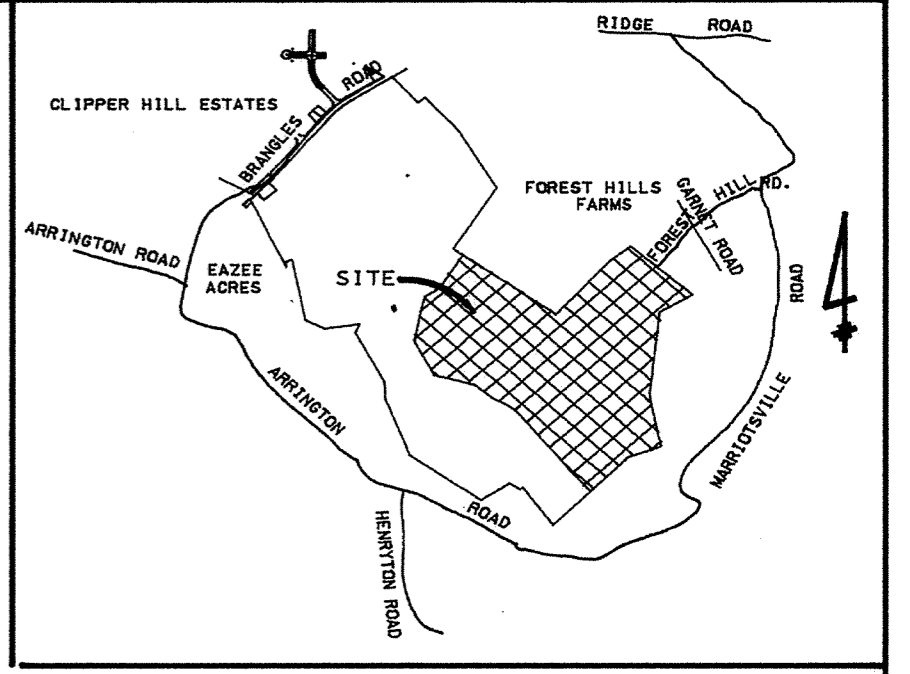 RIDGE ROAD
CLIPPER HILL ESTATES
BRANGLES ROAD
FOREST HILLS
FARMS
FOREST HILL RD.
GARNET ROAD
ARRINGTON ROAD
EAZEE
ACRES
SITE
MARRIOTSVILLE ROAD
ARRINGTON ROAD
HENRYTON ROAD